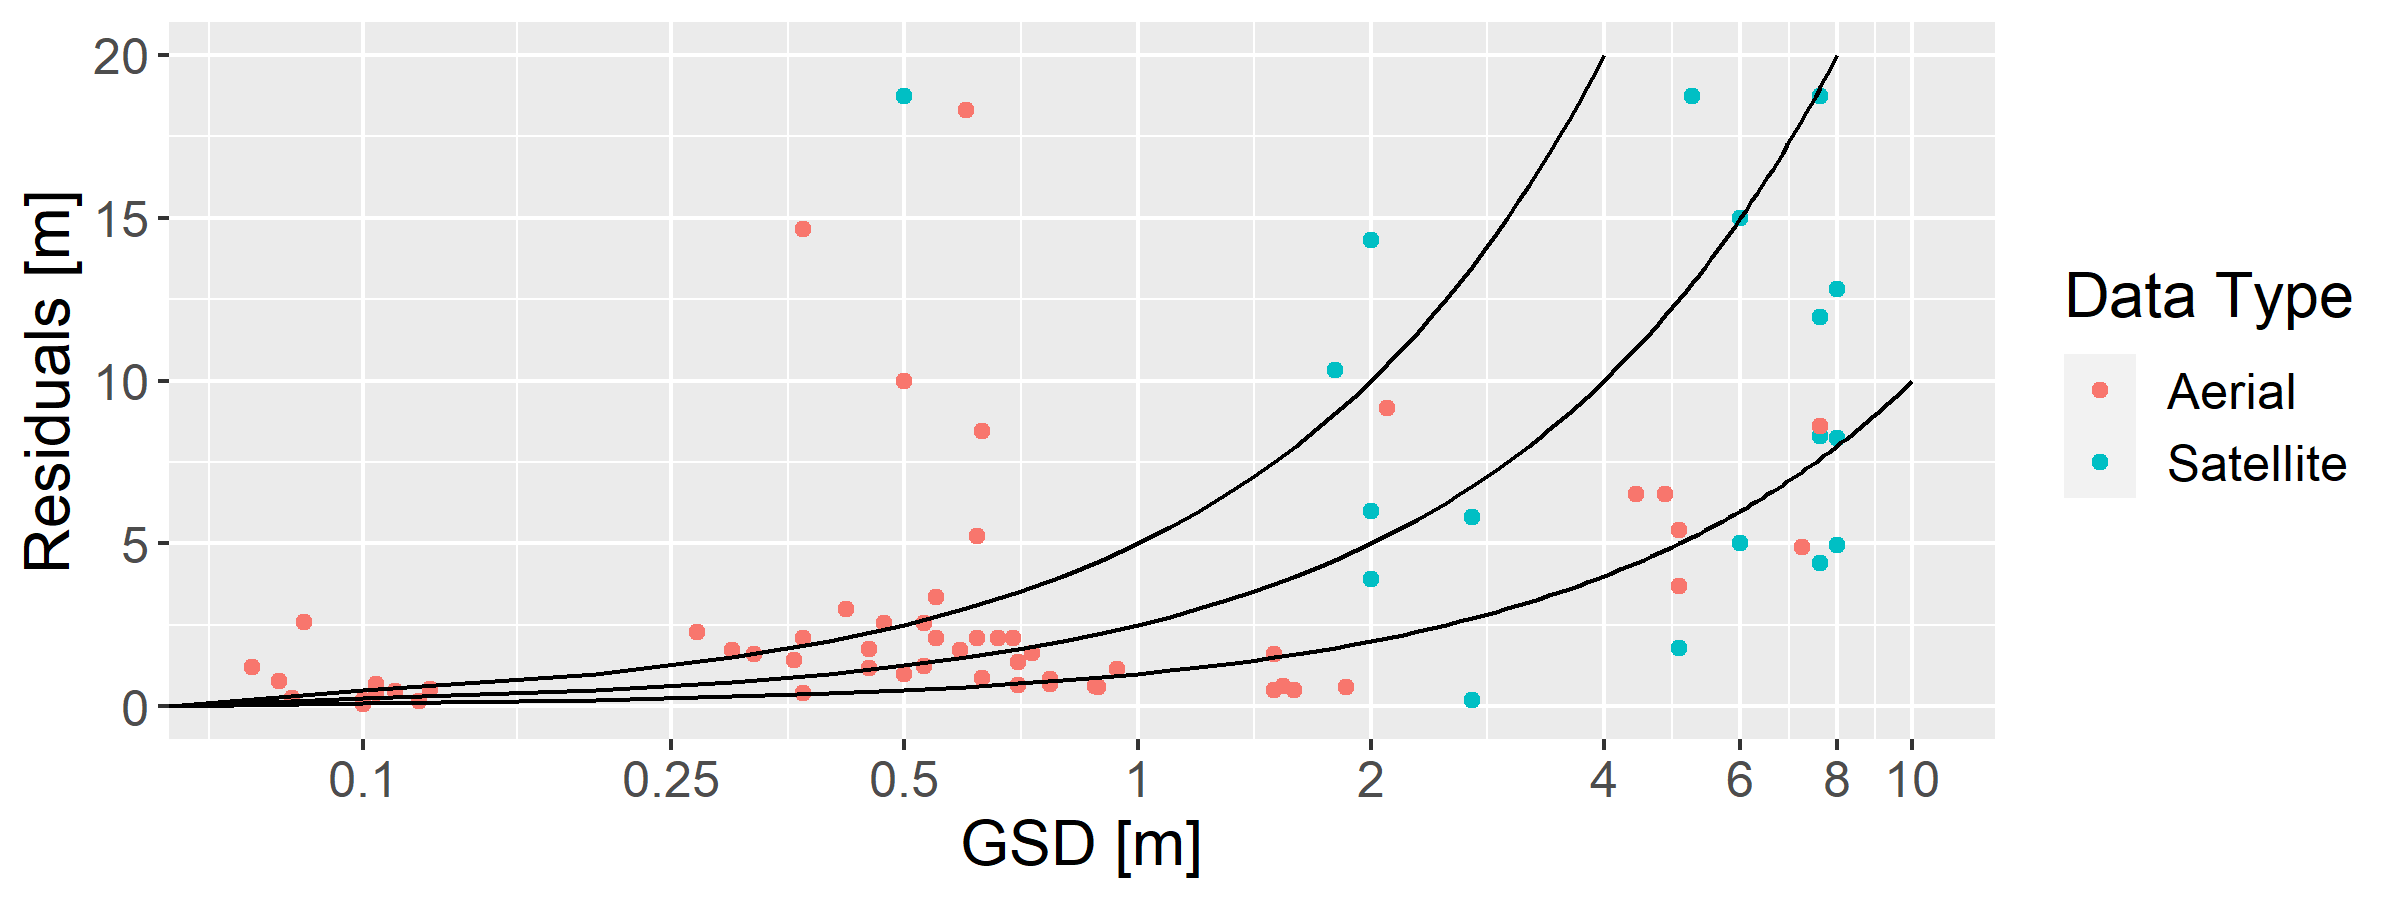 20
15
10
5
0
Residuals [m]
0.1 0.25 0.5 1 2 4 6 8 10
GSD [m]
Data Type
Aerial
Satellite